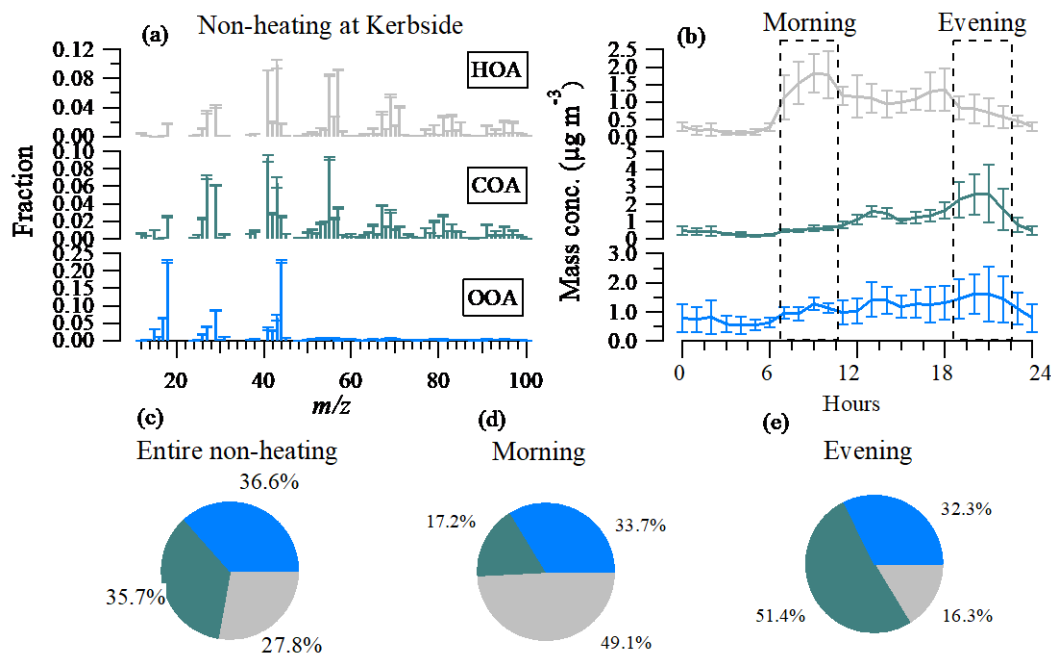 (a) Non-heating at Kerbside
Morning Evening
(b)
Fraction
0.12
0.08
0.04
0.00
HOA
0.10
0.08
0.06
0.04
0.02
0.00
COA
0.25
0.20
0.15
0.10
0.05
0.00
OOA
20 40 60 80 100
m/z
Mass conc. (µg m⁻³)
2.5
2.0
1.5
1.0
0.5
0.0
5
4
3
2
1
0
3.0
2.0
1.0
0.0
0 6 12 18 24
Hours
(c)
Entire non-heating
36.6%
35.7%
27.8%
(d)
Morning
17.2%
33.7%
49.1%
(e)
Evening
32.3%
51.4%
16.3%